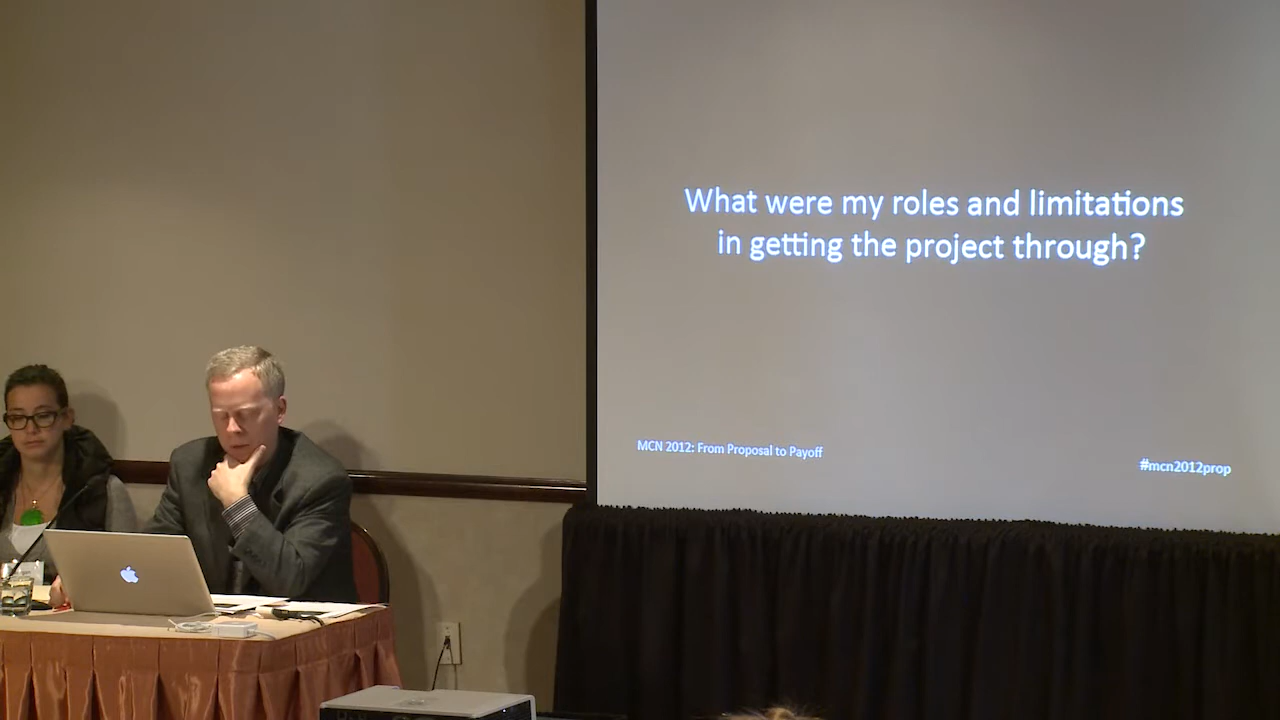 What were my roles and limitations
in getting the project through?
MCN 2012: From Proposal to Payoff
#mcn2012prop